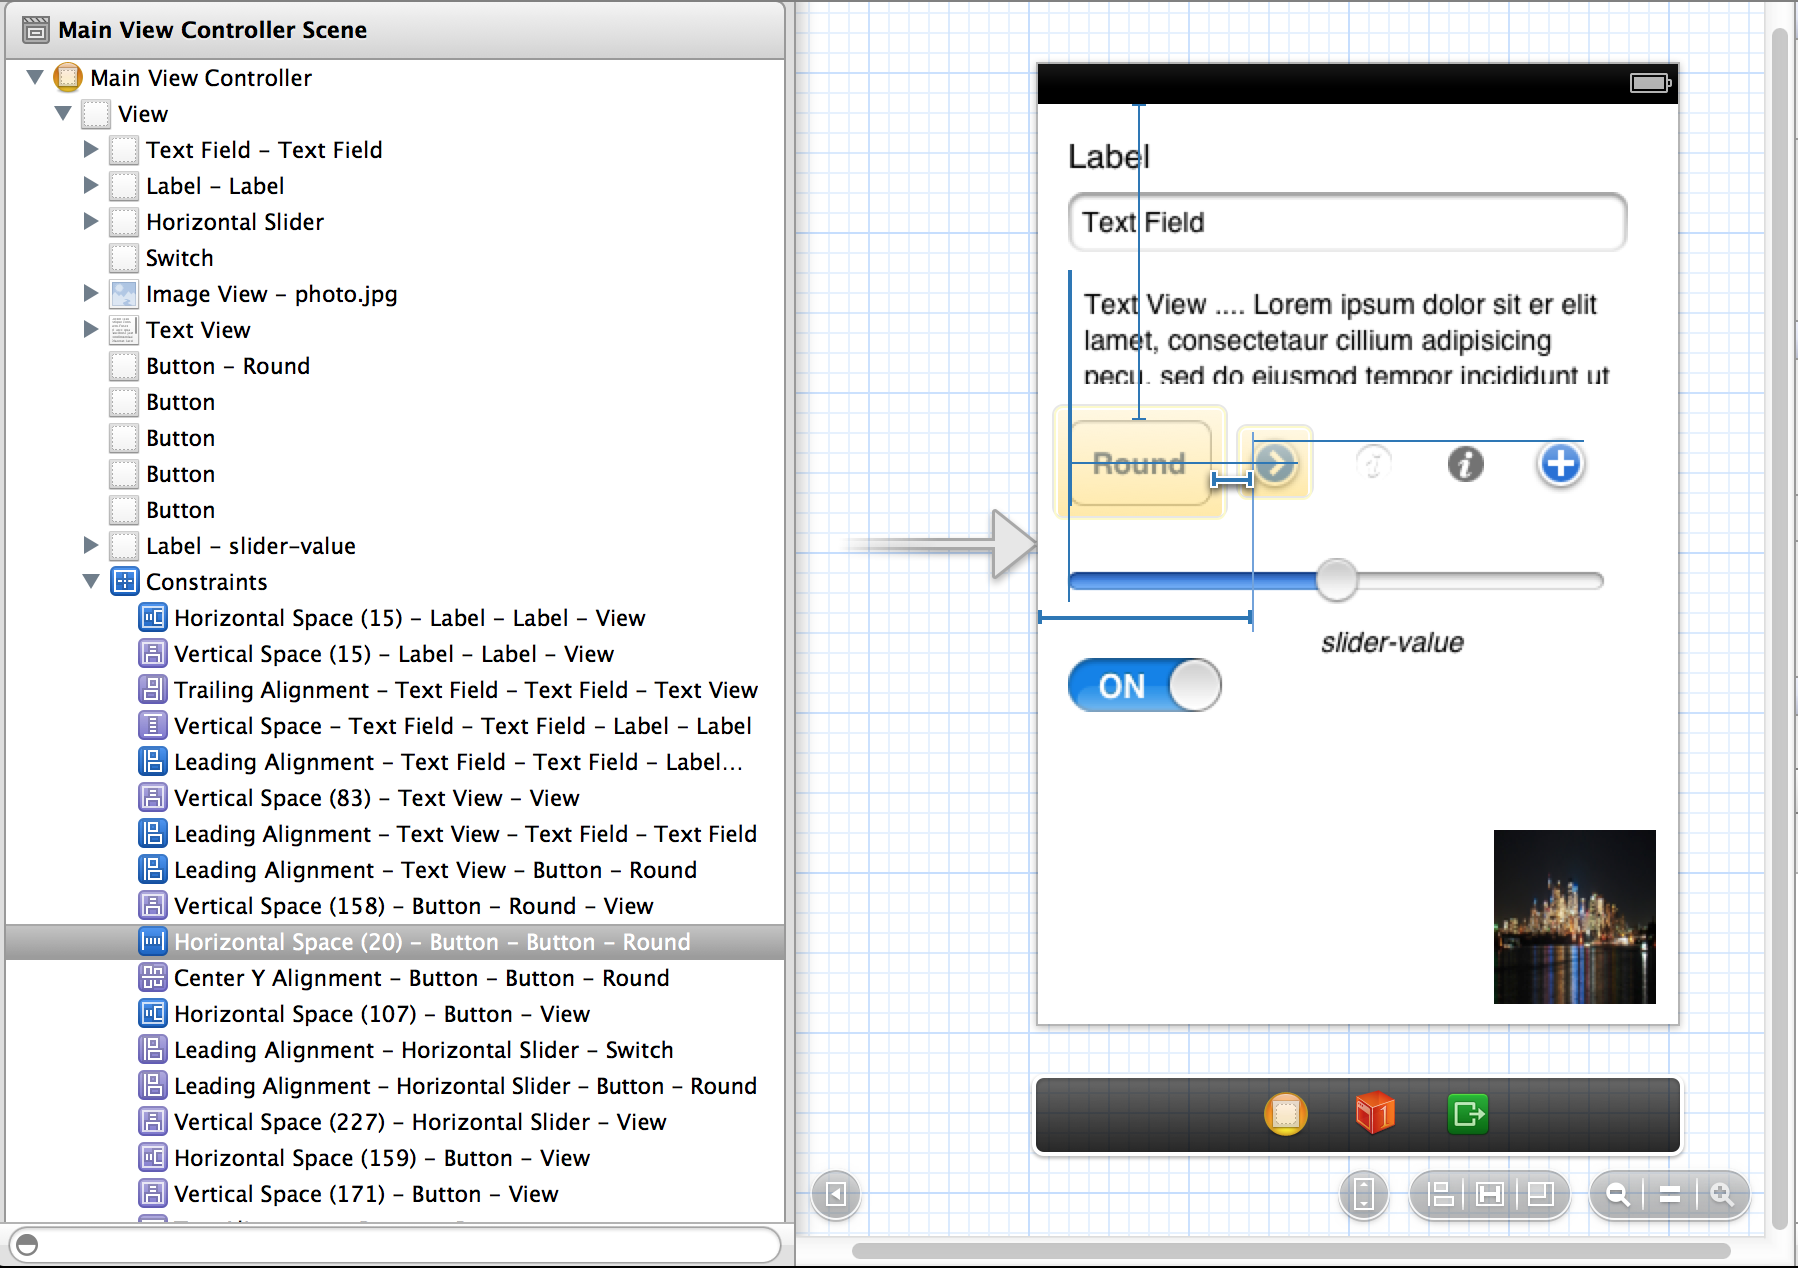 Main View Controller Scene
Main View Controller
View
Text Field – Text Field
Label – Label
Horizontal Slider
Switch
Image View – photo.jpg
Text View
Button – Round
Button
Button
Button
Button
Label – slider-value
Constraints
Horizontal Space (15) – Label – Label – View
Vertical Space (15) – Label – Label – View
Trailing Alignment – Text Field – Text Field – Text View
Vertical Space – Text Field – Text Field – Label – Label
Leading Alignment – Text Field – Text Field – Label...
Vertical Space (83) – Text View – View
Leading Alignment – Text View – Text Field – Text Field
Leading Alignment – Text View – Button – Round
Vertical Space (158) – Button – Round – View
Horizontal Space (20) – Button – Button – Round
Center Y Alignment – Button – Button – Round
Horizontal Space (107) – Button – View
Leading Alignment – Horizontal Slider – Switch
Leading Alignment – Horizontal Slider – Button – Round
Vertical Space (227) – Horizontal Slider – View
Horizontal Space (159) – Button – View
Vertical Space (171) – Button – View
Label
Text Field
Text View .... Lorem ipsum dolor sit er elit
lamet, consectetaur cillium adipisicing
pecu, sed do eiusmod tempor incididunt ut
Round
slider-value
ON
1